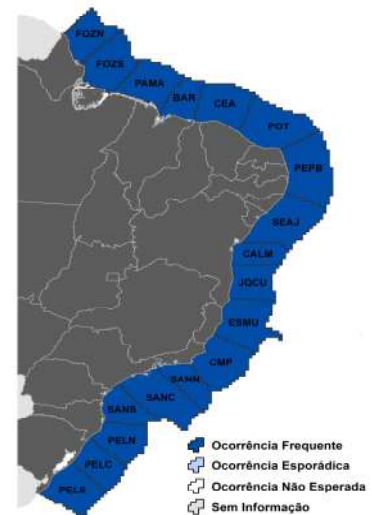 FOZN
FOZS
PAMA
BAR
CEA
POT
PEPB
SEAJ
CALM
JQCU
ESMU
CMP
SANN
SANC
SANS
PELN
PELC
PELS
Ocorrência Frequente
Ocorrência Esporádica
Ocorrência Não Esperada
Sem Informação